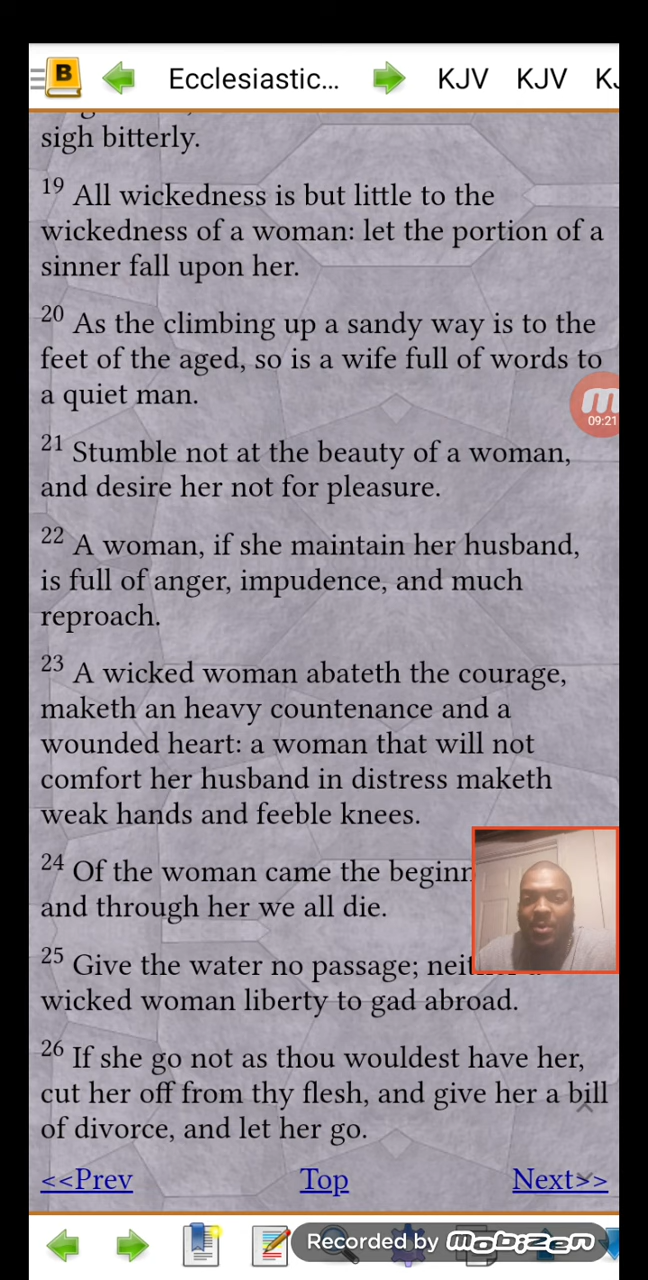 B Ecclesiastic... KJV KJV
sigh bitterly.
19 All wickedness is but little to the
wickedness of a woman: let the portion of a
sinner fall upon her.
20 As the climbing up a sandy way is to the
feet of the aged, so is a wife full of words to
a quiet man.
09:21
21 Stumble not at the beauty of a woman,
and desire her not for pleasure.
22 A woman, if she maintain her husband,
is full of anger, impudence, and much
reproach.
23 A wicked woman abateth the courage,
maketh an heavy countenance and a
wounded heart: a woman that will not
comfort her husband in distress maketh
weak hands and feeble knees.
24 Of the woman came the
and through her we all die.
25 Give the water no passage;
wicked woman liberty to gad abroad.
26 If she go not as thou wouldest have her,
cut her off from thy flesh, and give her a bill
of divorce, and let her go.
<<Prev Top Next>>
Recorded by mobizen